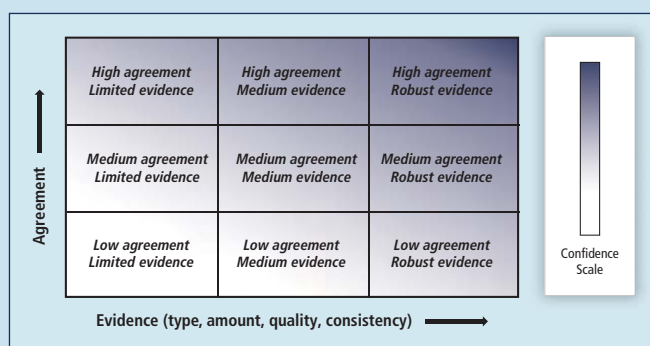 High agreement
Limited evidence
High agreement
Medium evidence
High agreement
Robust evidence
Medium agreement
Limited evidence
Medium agreement
Medium evidence
Medium agreement
Robust evidence
Low agreement
Limited evidence
Low agreement
Medium evidence
Low agreement
Robust evidence
Agreement
Evidence (type, amount, quality, consistency)
Confidence
Scale